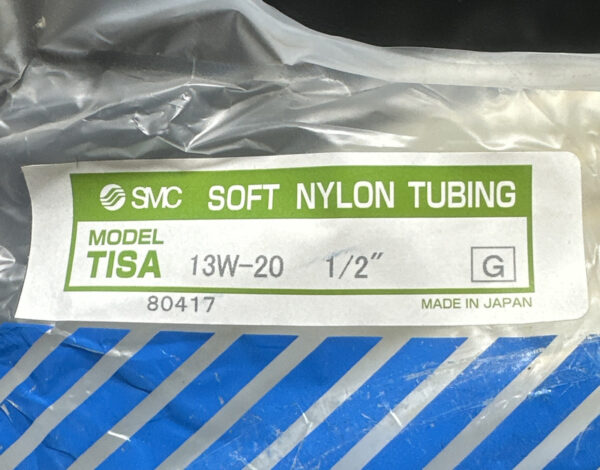 SMC SOFT NYLON TUBING
MODEL
TISA 13W-20 1/2" G
80417 MADE IN JAPAN